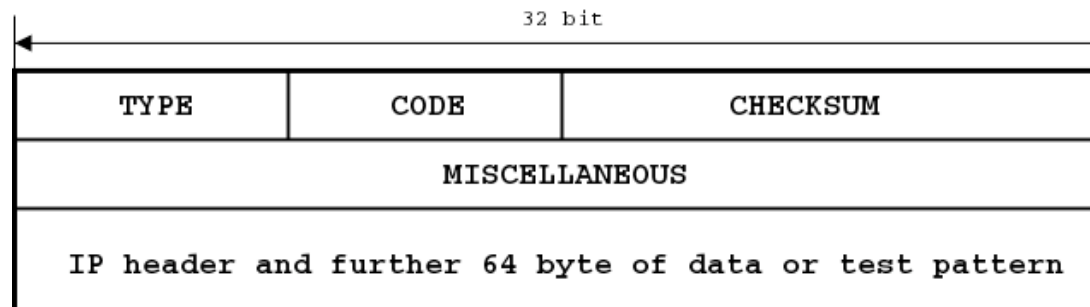 32 bit
TYPE CODE CHECKSUM
MISCELLANEOUS
IP header and further 64 byte of data or test pattern